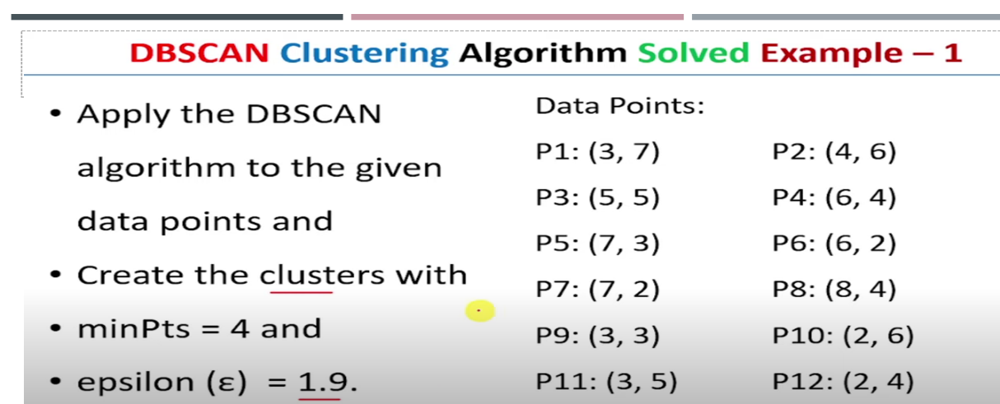 DBSCAN Clustering Algorithm Solved Example – 1
• Apply the DBSCAN
algorithm to the given
data points and
• Create the clusters with
• minPts = 4 and
• epsilon (ε) = 1.9.
Data Points:
P1: (3, 7) P2: (4, 6)
P3: (5, 5) P4: (6, 4)
P5: (7, 3) P6: (6, 2)
P7: (7, 2) P8: (8, 4)
P9: (3, 3) P10: (2, 6)
P11: (3, 5) P12: (2, 4)